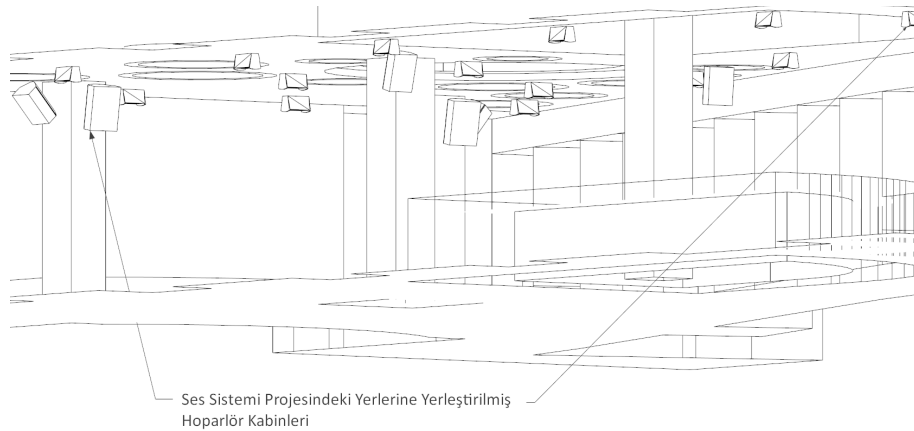 Ses Sistemi Projesindeki Yerlerine Yerleştirilmiş
Hoparlör Kabinleri